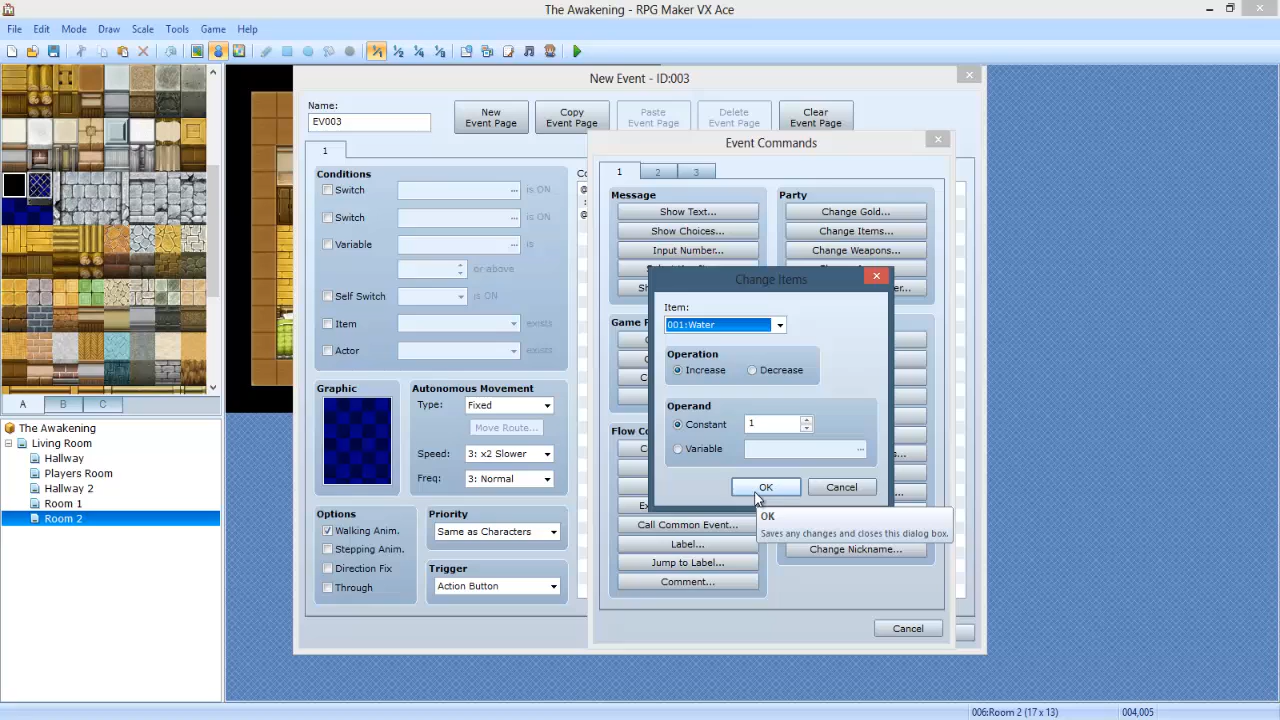 The Awakening - RPG Maker VX Ace
File Edit Mode Draw Scale Tools Game Help
New Event - ID:003
Name:
EV003
New Event Page
Copy Event Page
Paste Event Page
Delete Event Page
Clear Event Page
1
Conditions
Switch ... is ON
Switch ... is ON
Variable ... is
or above
Self Switch is ON
Item exists
Actor exists
Graphic
Autonomous Movement
Type: Fixed
Move Route...
Speed: 3: x2 Slower
Freq: 3: Normal
Options
Walking Anim.
Stepping Anim.
Direction Fix
Through
Priority
Same as Characters
Trigger
Action Button
Event Commands
1 2 3
Message
Show Text...
Show Choices...
Input Number...
Party
Change Gold...
Change Items...
Change Weapons...
Flow Co
Call Common Event...
Label...
Jump to Label...
Comment...
Change Nickname...
Cancel
Change Items
Item:
001:Water
Operation
Increase Decrease
Operand
Constant 1
Variable ...
OK Cancel
OK
Saves any changes and closes this dialog box.
A B C
The Awakening
Living Room
Hallway
Players Room
Hallway 2
Room 1
Room 2
006:Room 2 (17 x 13) 004,005